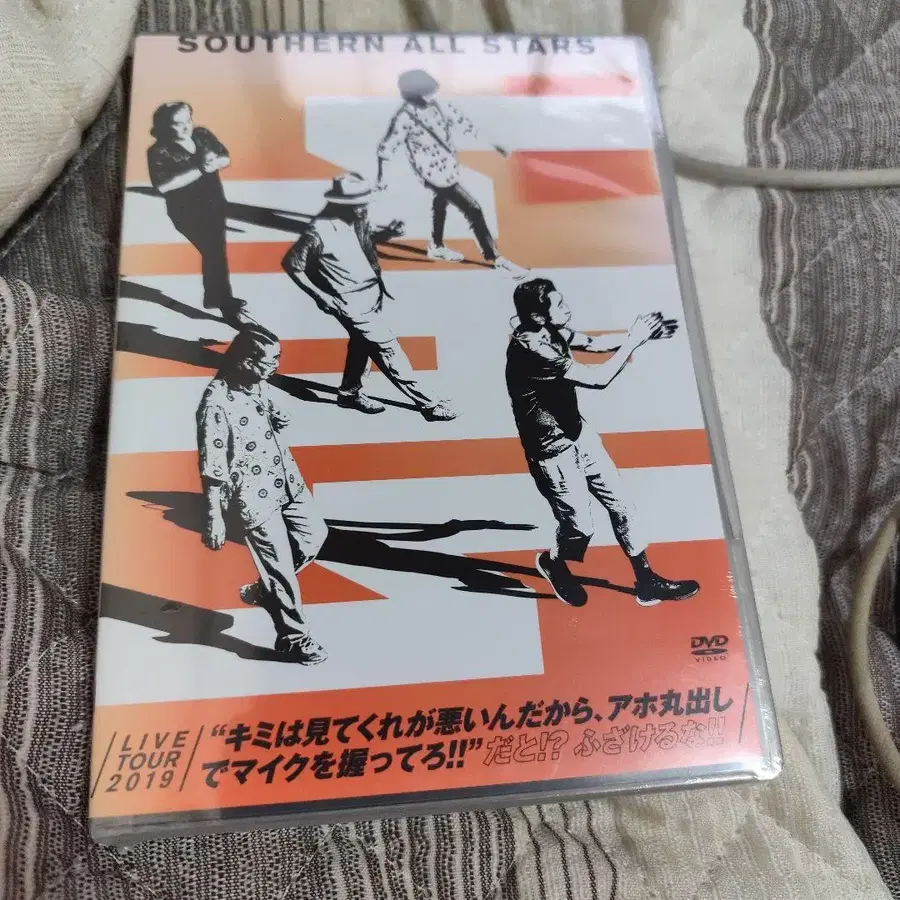 SOUTHERN ALL STARS
DVD
VIDEO
LIVE
TOUR
2019
“キミは見てくれが悪いんだから、アホ丸出し
でマイクを握ってろ!!”だと!? ふざけるな!!